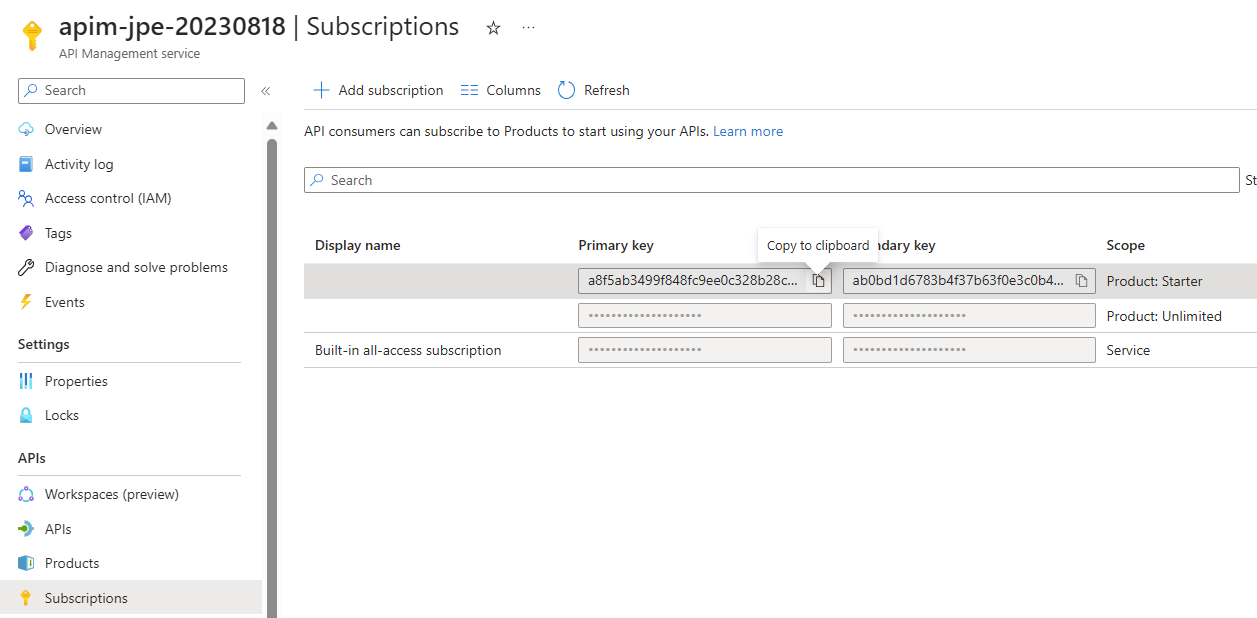 apim-jpe-20230818 | Subscriptions ☆ ···
API Management service
Search «
Overview
Activity log
Access control (IAM)
Tags
Diagnose and solve problems
Events
Settings
Properties
Locks
APIs
Workspaces (preview)
APIs
Products
Subscriptions
Add subscription Columns Refresh
API consumers can subscribe to Products to start using your APIs. Learn more
Search St
Copy to clipboard
Display name Primary key ndary key Scope
a8f5ab3499f848fc9ee0c328b28c... ab0bd1d6783b4f37b63f0e3c0b4... Product: Starter
•••••••••••••••••••• •••••••••••••••••••• Product: Unlimited
Built-in all-access subscription •••••••••••••••••••• •••••••••••••••••••• Service